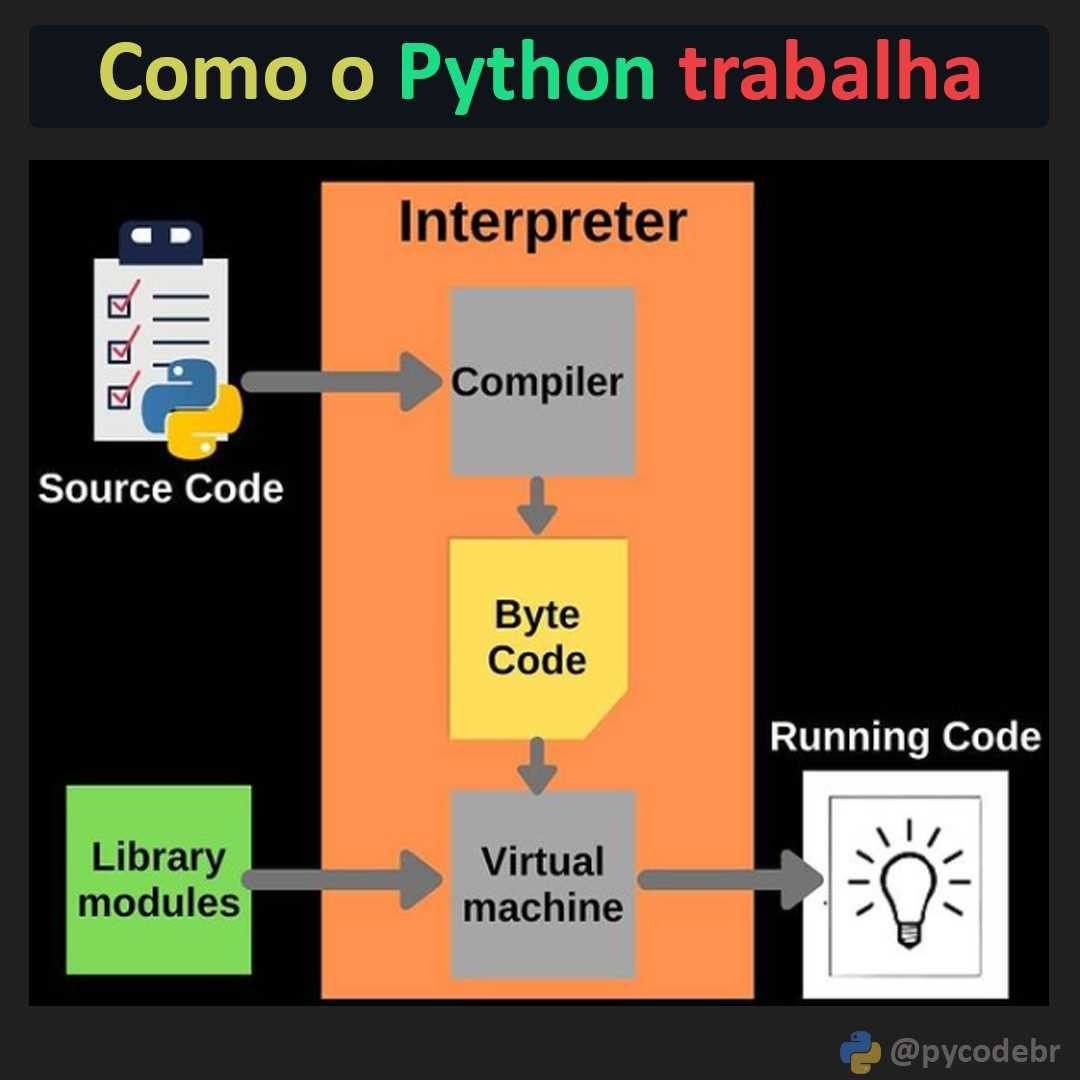 Como o Python trabalha
Interpreter
Compiler
Source Code
Byte
Code
Running Code
Library
modules
Virtual
machine
@pycodebr